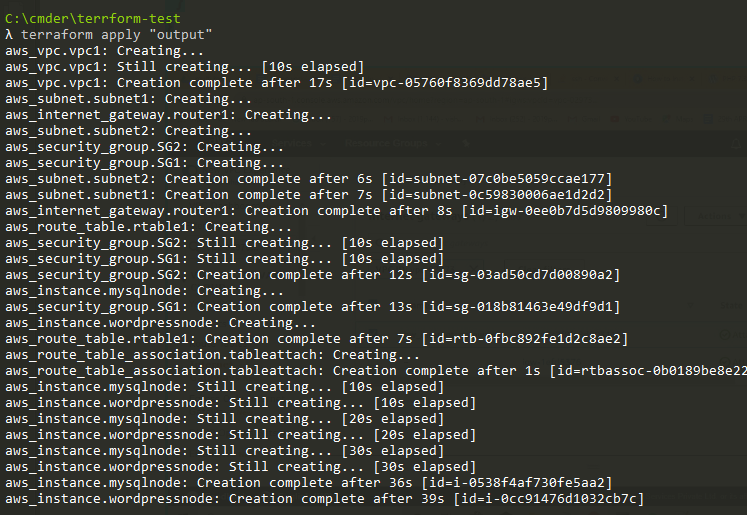 C:\cmder\terrform-test
λ terraform apply "output"
aws_vpc.vpc1: Creating...
aws_vpc.vpc1: Still creating... [10s elapsed]
aws_vpc.vpc1: Creation complete after 17s [id=vpc-05760f8369dd78ae5]
aws_subnet.subnet1: Creating...
aws_internet_gateway.router1: Creating...
aws_subnet.subnet2: Creating...
aws_security_group.SG2: Creating...
aws_security_group.SG1: Creating...
aws_subnet.subnet2: Creation complete after 6s [id=subnet-07c0be5059ccae177]
aws_subnet.subnet1: Creation complete after 7s [id=subnet-0c59830006ae1d2d2]
aws_internet_gateway.router1: Creation complete after 8s [id=igw-0ee0b7d5d9809980c]
aws_route_table.rtable1: Creating...
aws_security_group.SG2: Still creating... [10s elapsed]
aws_security_group.SG1: Still creating... [10s elapsed]
aws_security_group.SG2: Creation complete after 12s [id=sg-03ad50cd7d00890a2]
aws_instance.mysqlnode: Creating...
aws_security_group.SG1: Creation complete after 13s [id=sg-018b81463e49df9d1]
aws_instance.wordpressnode: Creating...
aws_route_table.rtable1: Creation complete after 7s [id=rtb-0fbc892fe1d2c8ae2]
aws_route_table_association.tableattach: Creating...
aws_route_table_association.tableattach: Creation complete after 1s [id=rtbassoc-0b0189be8e22
aws_instance.mysqlnode: Still creating... [10s elapsed]
aws_instance.wordpressnode: Still creating... [10s elapsed]
aws_instance.mysqlnode: Still creating... [20s elapsed]
aws_instance.wordpressnode: Still creating... [20s elapsed]
aws_instance.mysqlnode: Still creating... [30s elapsed]
aws_instance.wordpressnode: Still creating... [30s elapsed]
aws_instance.mysqlnode: Creation complete after 36s [id=i-0538f4af730fe5aa2]
aws_instance.wordpressnode: Creation complete after 39s [id=i-0cc91476d1032cb7c]